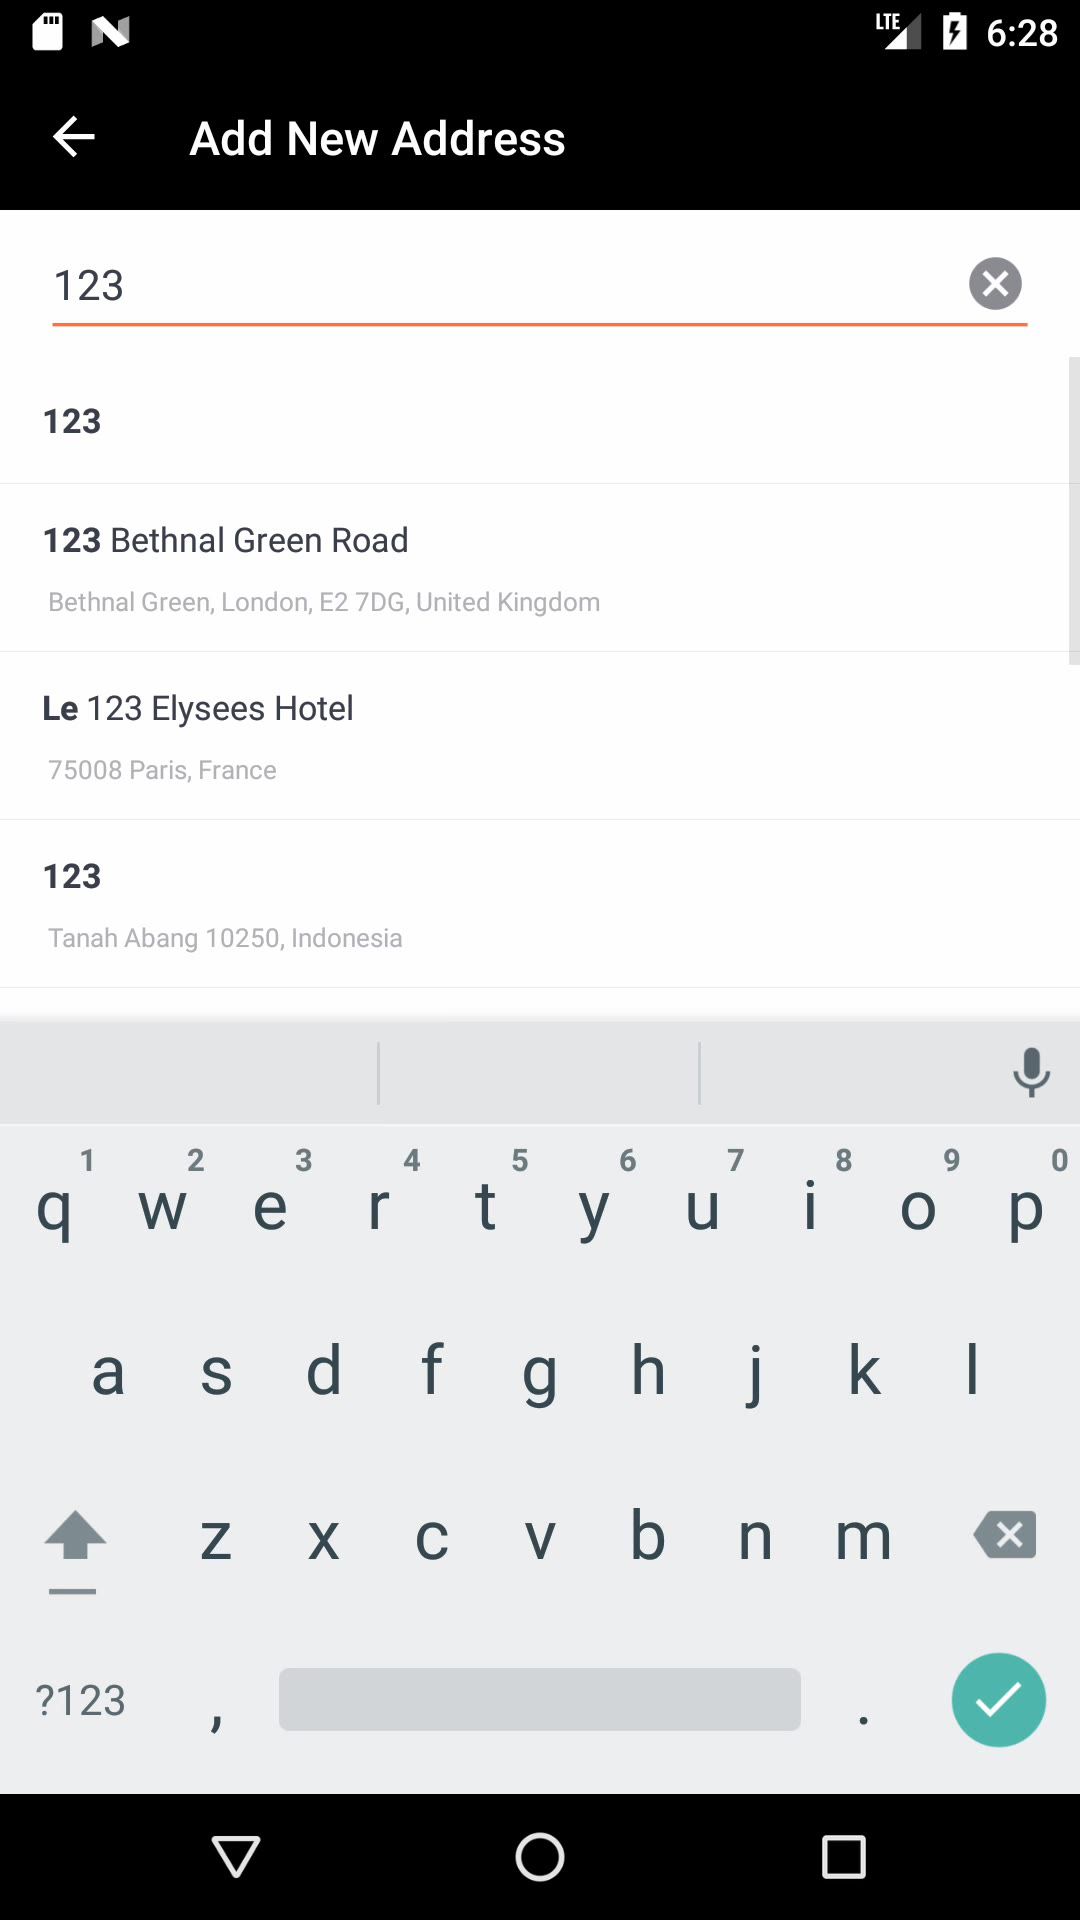 LTE 6:28
Add New Address
123
123
123 Bethnal Green Road
Bethnal Green, London, E2 7DG, United Kingdom
Le 123 Elysees Hotel
75008 Paris, France
123
Tanah Abang 10250, Indonesia
1 2 3 4 5 6 7 8 9 0
q w e r t y u i o p
a s d f g h j k l
z x c v b n m
?123 , .